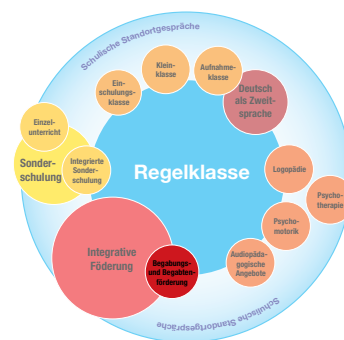 Schulische Standortgespräche
Klein-
klasse
Aufnahme-
klasse
Ein-
schulungs-
klasse
Deutsch
als Zweit-
sprache
Einzel-
unterricht
Sonder-
schulung
Integrierte
Sonder-
schulung
Regelklasse
Logopädie
Psycho-
therapie
Psycho-
motorik
Integrative
Föderung
Begabungs-
und Begabten-
förderung
Audiopäda-
gogische
Angebote
Schulische Standortgespräche